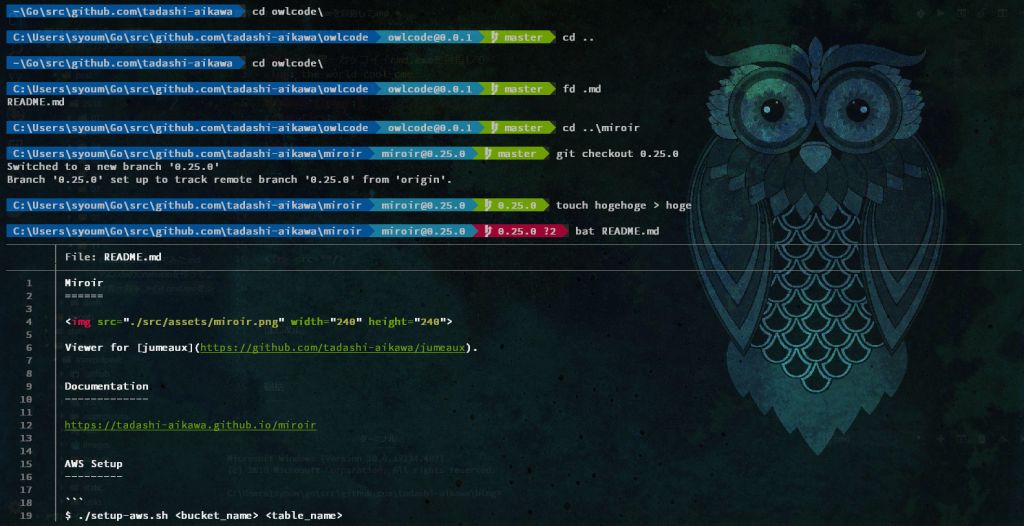 ~\Go\src\github.com\tadashi-aikawa cd owlcode\
C:\Users\syoum\Go\src\github.com\tadashi-aikawa\owlcode owlcode@0.0.1 master cd ..
~\Go\src\github.com\tadashi-aikawa cd owlcode\
C:\Users\syoum\Go\src\github.com\tadashi-aikawa\owlcode owlcode@0.0.1 master fd .md
README.md
C:\Users\syoum\Go\src\github.com\tadashi-aikawa\owlcode owlcode@0.0.1 master cd ..\miroir
C:\Users\syoum\Go\src\github.com\tadashi-aikawa\miroir miroir@0.25.0 master git checkout 0.25.0
Switched to a new branch '0.25.0'
Branch '0.25.0' set up to track remote branch '0.25.0' from 'origin'.
C:\Users\syoum\Go\src\github.com\tadashi-aikawa\miroir miroir@0.25.0 0.25.0 touch hogehoge > hoge
C:\Users\syoum\Go\src\github.com\tadashi-aikawa\miroir miroir@0.25.0 0.25.0 ?2 bat README.md
File: README.md
1 Miroir
2 ======
3
4 <img src="./src/assets/miroir.png" width="240" height="240">
5
6 Viewer for [jumeaux](https://github.com/tadashi-aikawa/jumeaux).
7
8
9 Documentation
10 -------------
11
12 https://tadashi-aikawa.github.io/miroir
13
14
15 AWS Setup
16 ---------
17
18 ```
19 $ ./setup-aws.sh <bucket_name> <table_name>